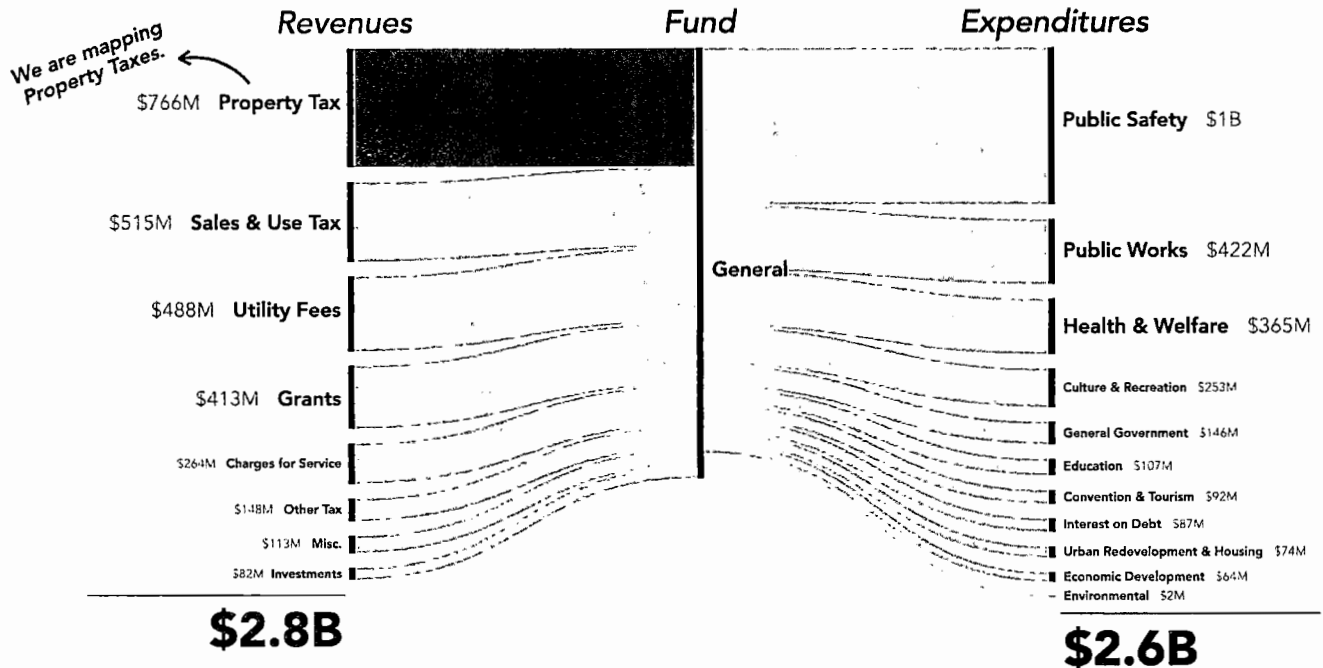 Revenues
Fund
Expenditures
We are mapping
Property Taxes.
$766M Property Tax
$515M Sales & Use Tax
$488M Utility Fees
$413M Grants
$264M Charges for Service
$148M Other Tax
$113M Misc.
$82M Investments
$2.8B
General
Public Safety $1B
Public Works $422M
Health & Welfare $365M
Culture & Recreation $253M
General Government $146M
Education $107M
Convention & Tourism $92M
Interest on Debt $87M
Urban Redevelopment & Housing $74M
Economic Development $64M
Environmental $2M
$2.6B